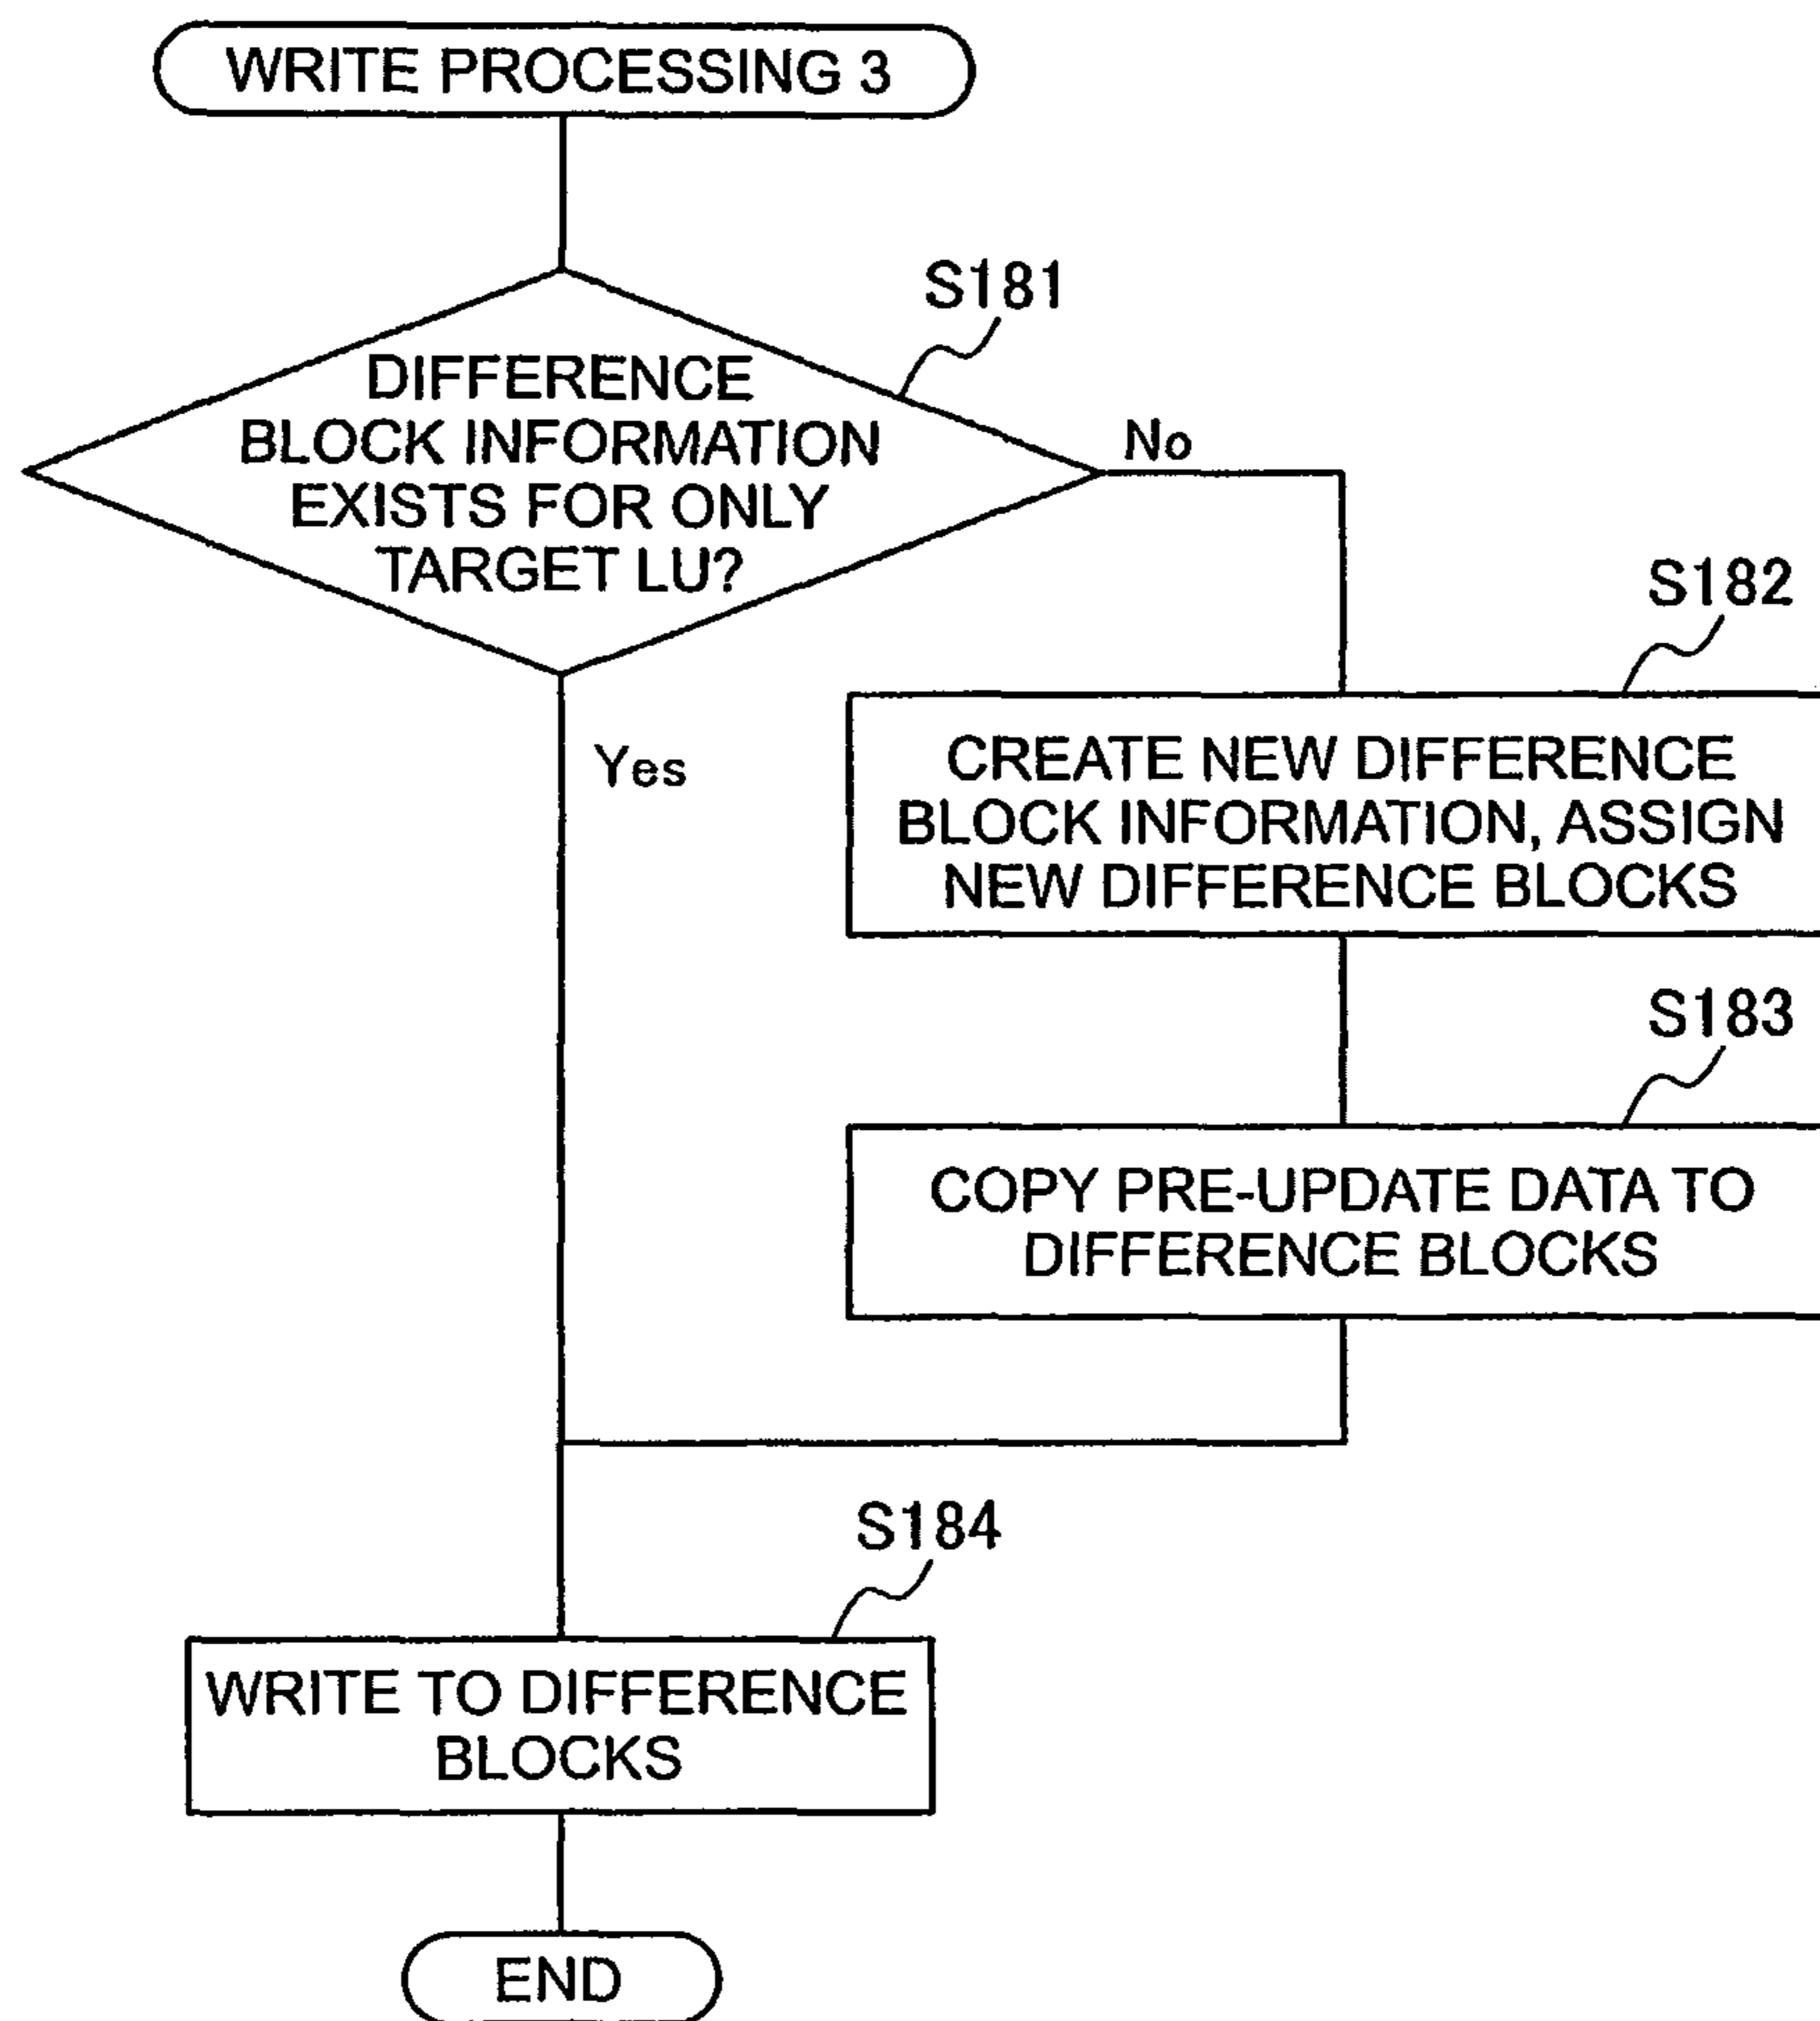 WRITE PROCESSING 3
S181
DIFFERENCE
BLOCK INFORMATION
EXISTS FOR ONLY
TARGET LU?
No
Yes
S182
CREATE NEW DIFFERENCE
BLOCK INFORMATION, ASSIGN
NEW DIFFERENCE BLOCKS
S183
COPY PRE-UPDATE DATA TO
DIFFERENCE BLOCKS
S184
WRITE TO DIFFERENCE
BLOCKS
END